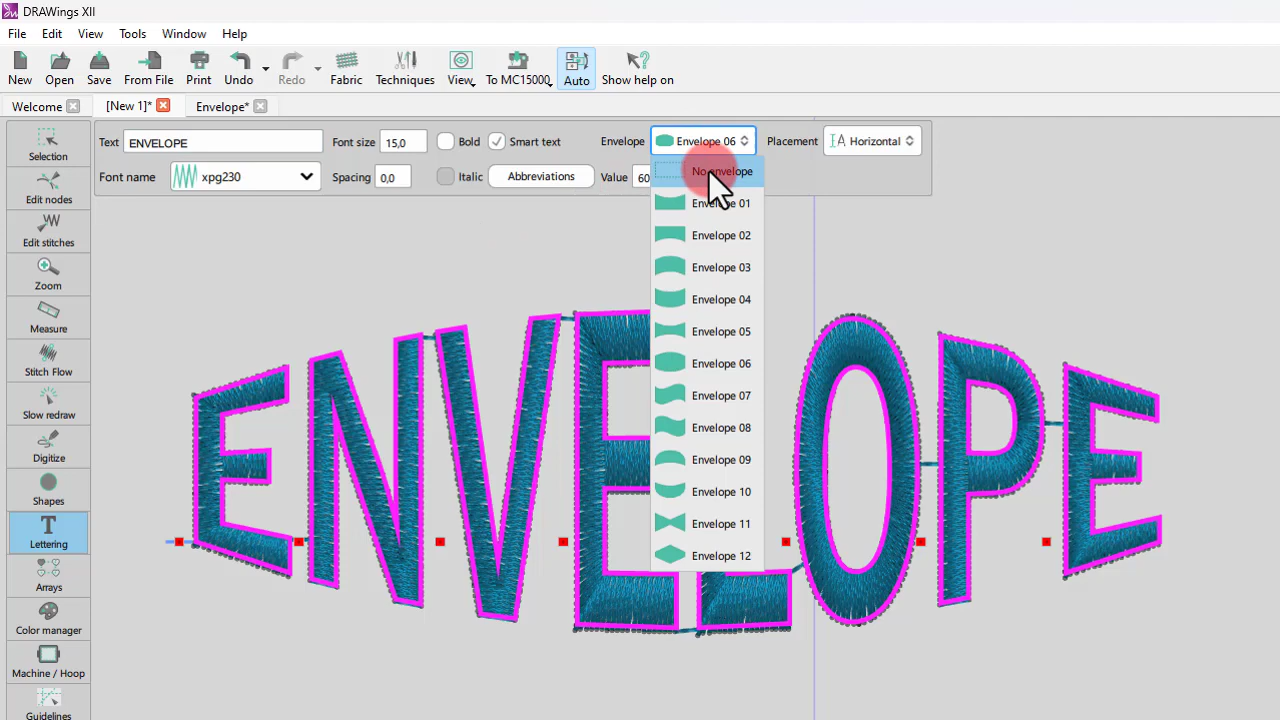 DRAWings XII
File Edit View Tools Window Help
New Open Save From File Print Undo Redo Fabric Techniques View To MC15000 Auto Show help on
Welcome [New 1]* Envelope*
Text ENVELOPE Font size 15,0 Bold Smart text Envelope Envelope 06 Placement Horizontal
Font name xpg230 Spacing 0,0 Italic Abbreviations Value 60
No envelope
Envelope 01
Envelope 02
Envelope 03
Envelope 04
Envelope 05
Envelope 06
Envelope 07
Envelope 08
Envelope 09
Envelope 10
Envelope 11
Envelope 12
Selection
Edit nodes
Edit stitches
Zoom
Measure
Stitch Flow
Slow redraw
Digitize
Shapes
Lettering
Arrays
Color manager
Machine / Hoop
Guidelines
ENVELOPE